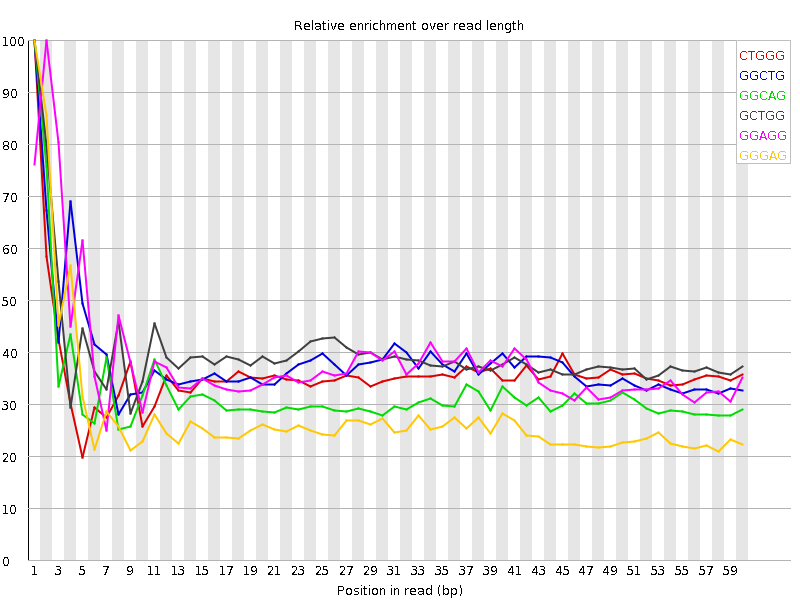 Relative enrichment over read length
100
90
80
70
60
50
40
30
20
10
0
CTGGG
GGCTG
GGCAG
GCTGG
GGAGG
GGGAG
1 3 5 7 9 11 13 15 17 19 21 23 25 27 29 31 33 35 37 39 41 43 45 47 49 51 53 55 57 59
Position in read (bp)